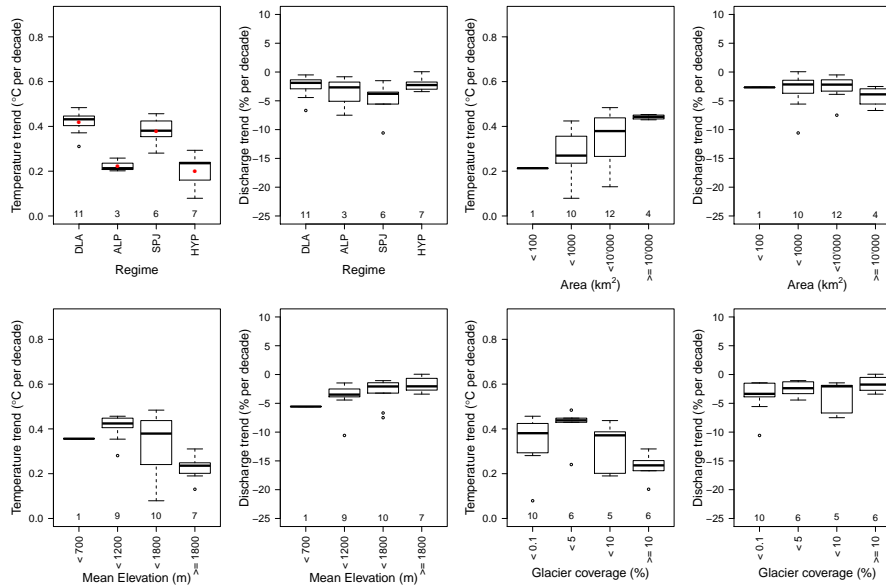 Temperature trend (°C per decade)
0.0 0.2 0.4 0.6 0.8
11 3 6 7
DLA ALP SPJ HYP
Regime
Discharge trend (% per decade)
−25 −20 −15 −10 −5 0 5 10
11 3 6 7
DLA ALP SPJ HYP
Regime
Temperature trend (°C per decade)
0.0 0.2 0.4 0.6 0.8
1 10 12 4
< 100 < 1000 < 10'000 >= 10'000
Area (km²)
Discharge trend (% per decade)
−25 −20 −15 −10 −5 0 5 10
1 10 12 4
< 100 < 1000 < 10'000 >= 10'000
Area (km²)
Temperature trend (°C per decade)
0.0 0.2 0.4 0.6 0.8
1 9 10 7
< 700 < 1200 < 1800 >= 1800
Mean Elevation (m)
Discharge trend (% per decade)
−25 −20 −15 −10 −5 0 5 10
1 9 10 7
< 700 < 1200 < 1800 >= 1800
Mean Elevation (m)
Temperature trend (°C per decade)
0.0 0.2 0.4 0.6 0.8
10 6 5 6
< 0.1 < 5 < 10 >= 10
Glacier coverage (%)
Discharge trend (% per decade)
−25 −20 −15 −10 −5 0 5 10
10 6 5 6
< 0.1 < 5 < 10 >= 10
Glacier coverage (%)